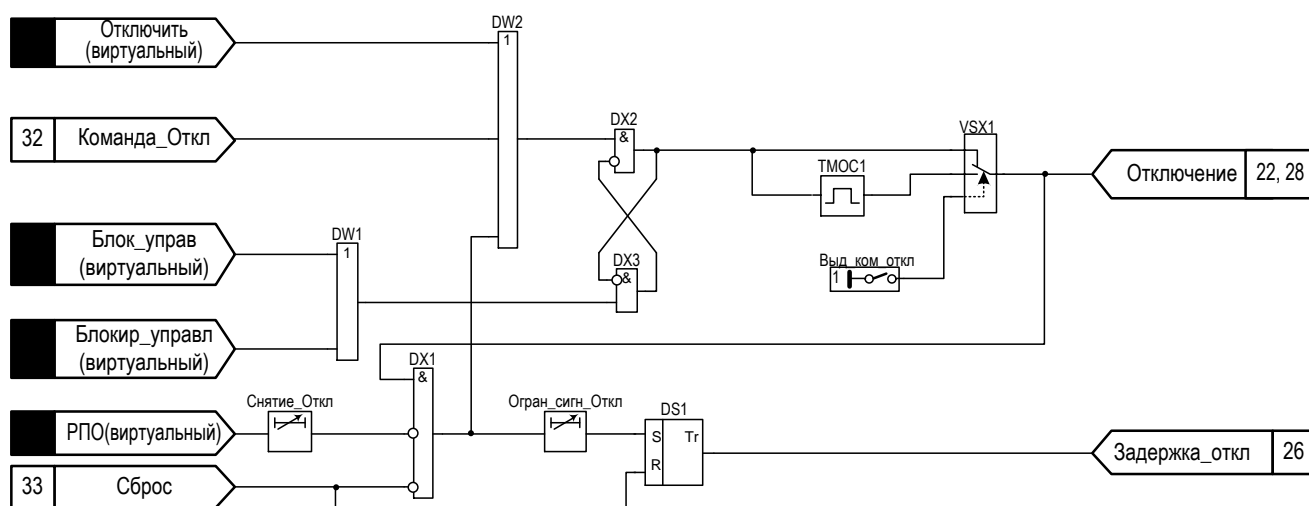 DW2
Отключить
(виртуальный)
1
32
Команда_Откл
DX2
&
VSX1
TMOC1
Отключение
22, 28
Блок_управ
(виртуальный)
DW1
1
DX3
&
Выд_ком_откл
1
Блокир_управл
(виртуальный)
DX1
&
Снятие_Откл
Огран_сигн_Откл
DS1
РПО(виртуальный)
S
Tr
R
Задержка_откл
26
33
Сброс